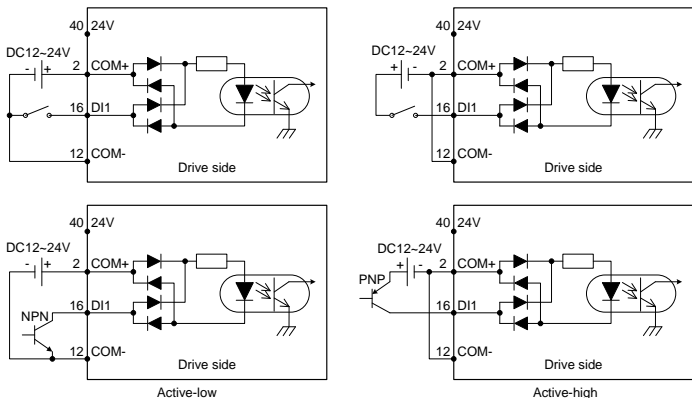 40 24V
DC12~24V
- +
2 COM+
16 DI1
12 COM-
Drive side
40 24V
DC12~24V
+ -
2 COM+
16 DI1
12 COM-
Drive side
40 24V
DC12~24V
- +
2 COM+
16 DI1
NPN
12 COM-
Drive side
Active-low
40 24V
DC12~24V
+ -
2 COM+
PNP
16 DI1
12 COM-
Drive side
Active-high